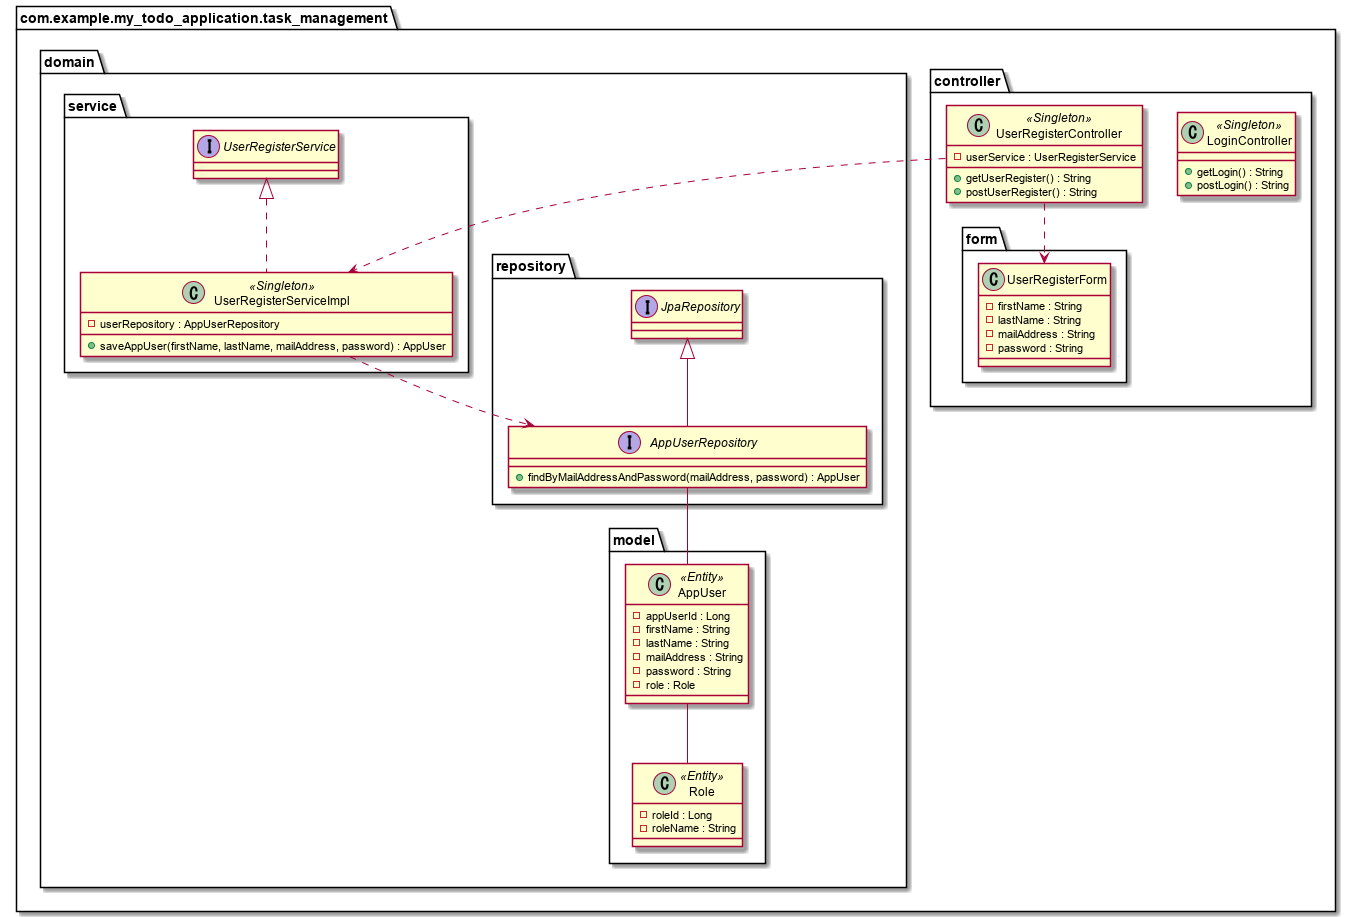 com.example.my_todo_application.task_management
domain
service
I UserRegisterService
C «Singleton»
UserRegisterServiceImpl
userRepository : AppUserRepository
saveAppUser(firstName, lastName, mailAddress, password) : AppUser
repository
I JpaRepository
I AppUserRepository
findByMailAddressAndPassword(mailAddress, password) : AppUser
model
C «Entity»
AppUser
appUserId : Long
firstName : String
lastName : String
mailAddress : String
password : String
role : Role
C «Entity»
Role
roleId : Long
roleName : String
controller
C «Singleton»
UserRegisterController
userService : UserRegisterService
getUserRegister() : String
postUserRegister() : String
C «Singleton»
LoginController
getLogin() : String
postLogin() : String
form
C UserRegisterForm
firstName : String
lastName : String
mailAddress : String
password : String